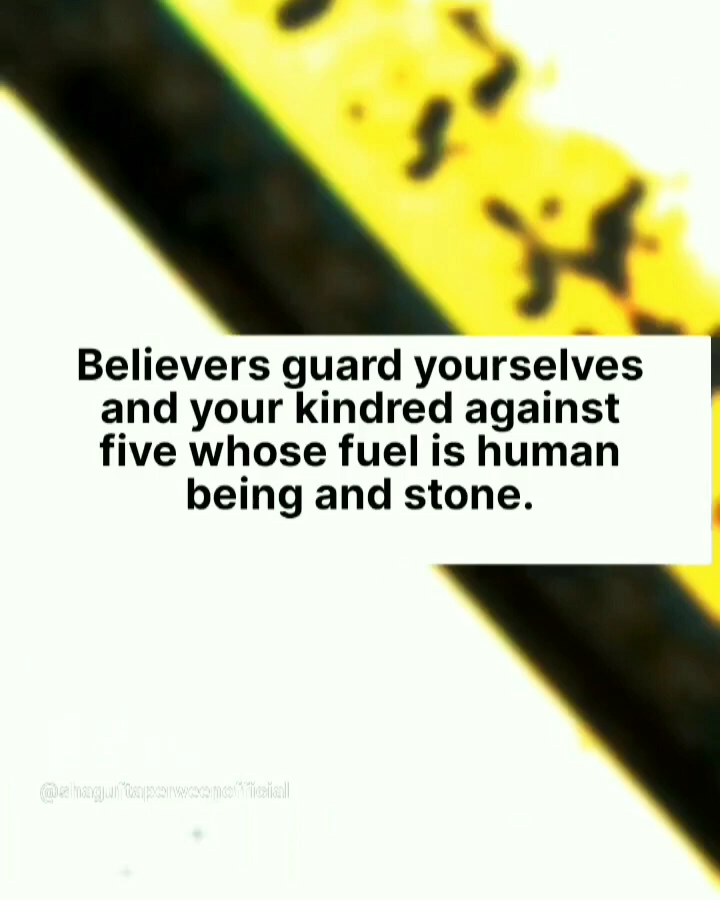 Believers guard yourselves
and your kindred against
five whose fuel is human
being and stone.